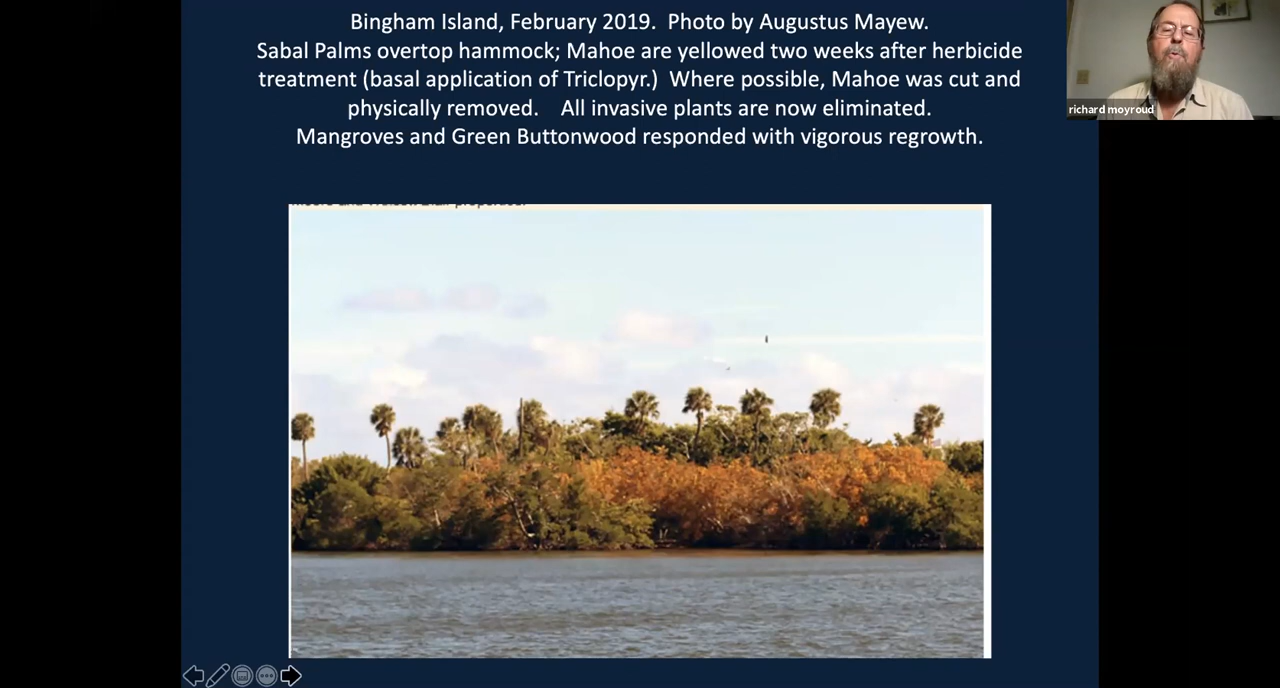 Bingham Island, February 2019.  Photo by Augustus Mayew.
Sabal Palms overtop hammock; Mahoe are yellowed two weeks after herbicide
treatment (basal application of Triclopyr.)  Where possible, Mahoe was cut and
physically removed.    All invasive plants are now eliminated.
Mangroves and Green Buttonwood responded with vigorous regrowth.
richard moyroud